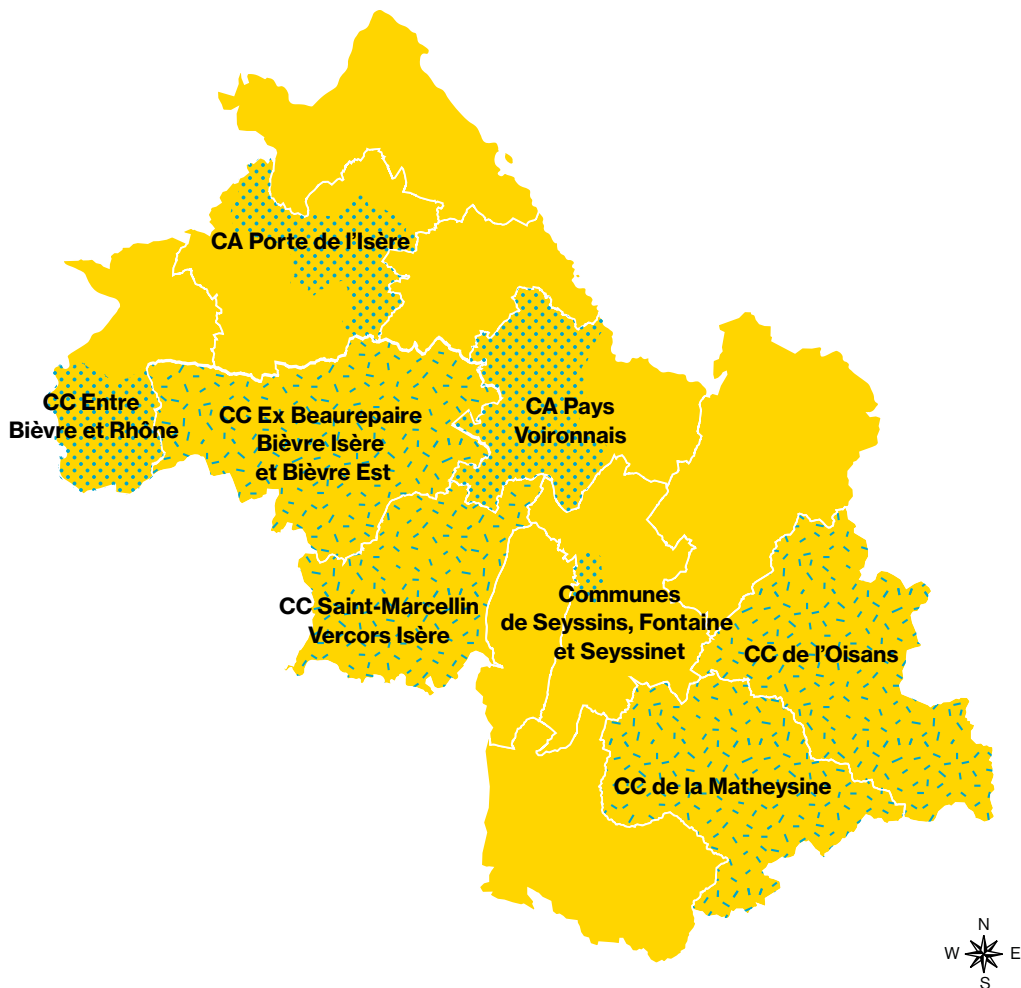 CA Porte de l'Isère
CC Entre
Bièvre et Rhône
CC Ex Beaurepaire
Bièvre Isère
et Bièvre Est
CA Pays
Voironnais
CC Saint-Marcellin
Vercors Isère
Communes
de Seyssins, Fontaine
et Seyssinet
CC de l'Oisans
CC de la Matheysine
N
W E
S